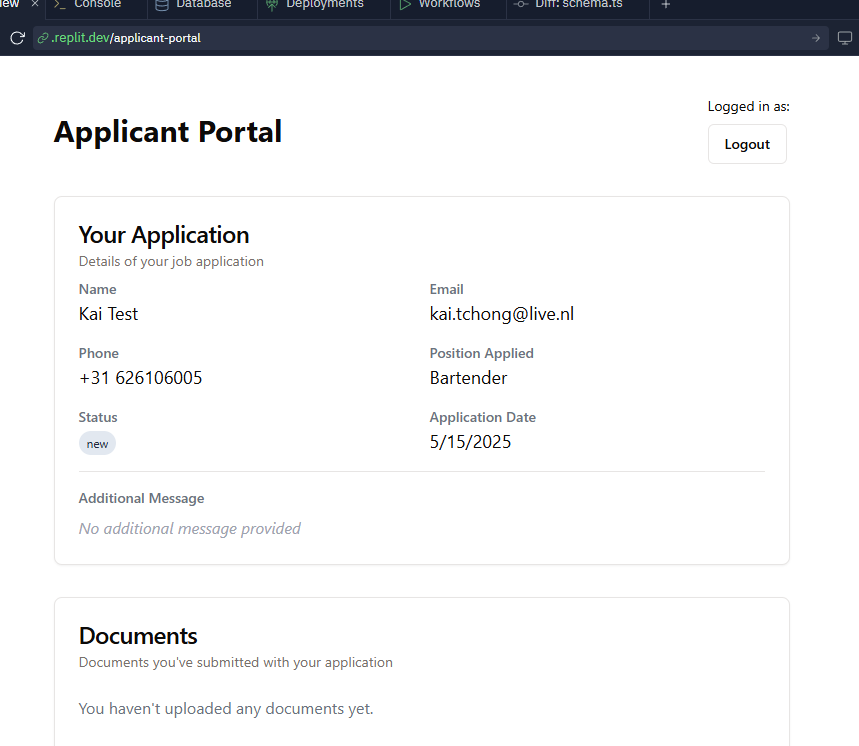 Console
Database
Deployments
Workflows
Diff: schema.ts
.replit.dev/applicant-portal
Applicant Portal
Logged in as:
Logout
Your Application
Details of your job application
Name
Email
Kai Test
kai.tchong@live.nl
Phone
Position Applied
+31 626106005
Bartender
Status
Application Date
new
5/15/2025
Additional Message
No additional message provided
Documents
Documents you've submitted with your application
You haven't uploaded any documents yet.